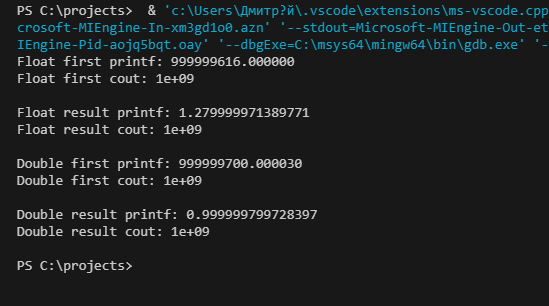 PS C:\projects>  & 'c:\Users\Дмитр?й\.vscode\extensions\ms-vscode.cpp
crosoft-MIEngine-In-xm3gd1o0.azn' '--stdout=Microsoft-MIEngine-Out-et
IEngine-Pid-aojq5bqt.oay' '--dbgExe=C:\msys64\mingw64\bin\gdb.exe' '-
Float first printf: 999999616.000000
Float first cout: 1e+09
Float result printf: 1.279999971389771
Float result cout: 1e+09
Double first printf: 999999700.000030
Double first cout: 1e+09
Double result printf: 0.999999799728397
Double result cout: 1e+09
PS C:\projects>